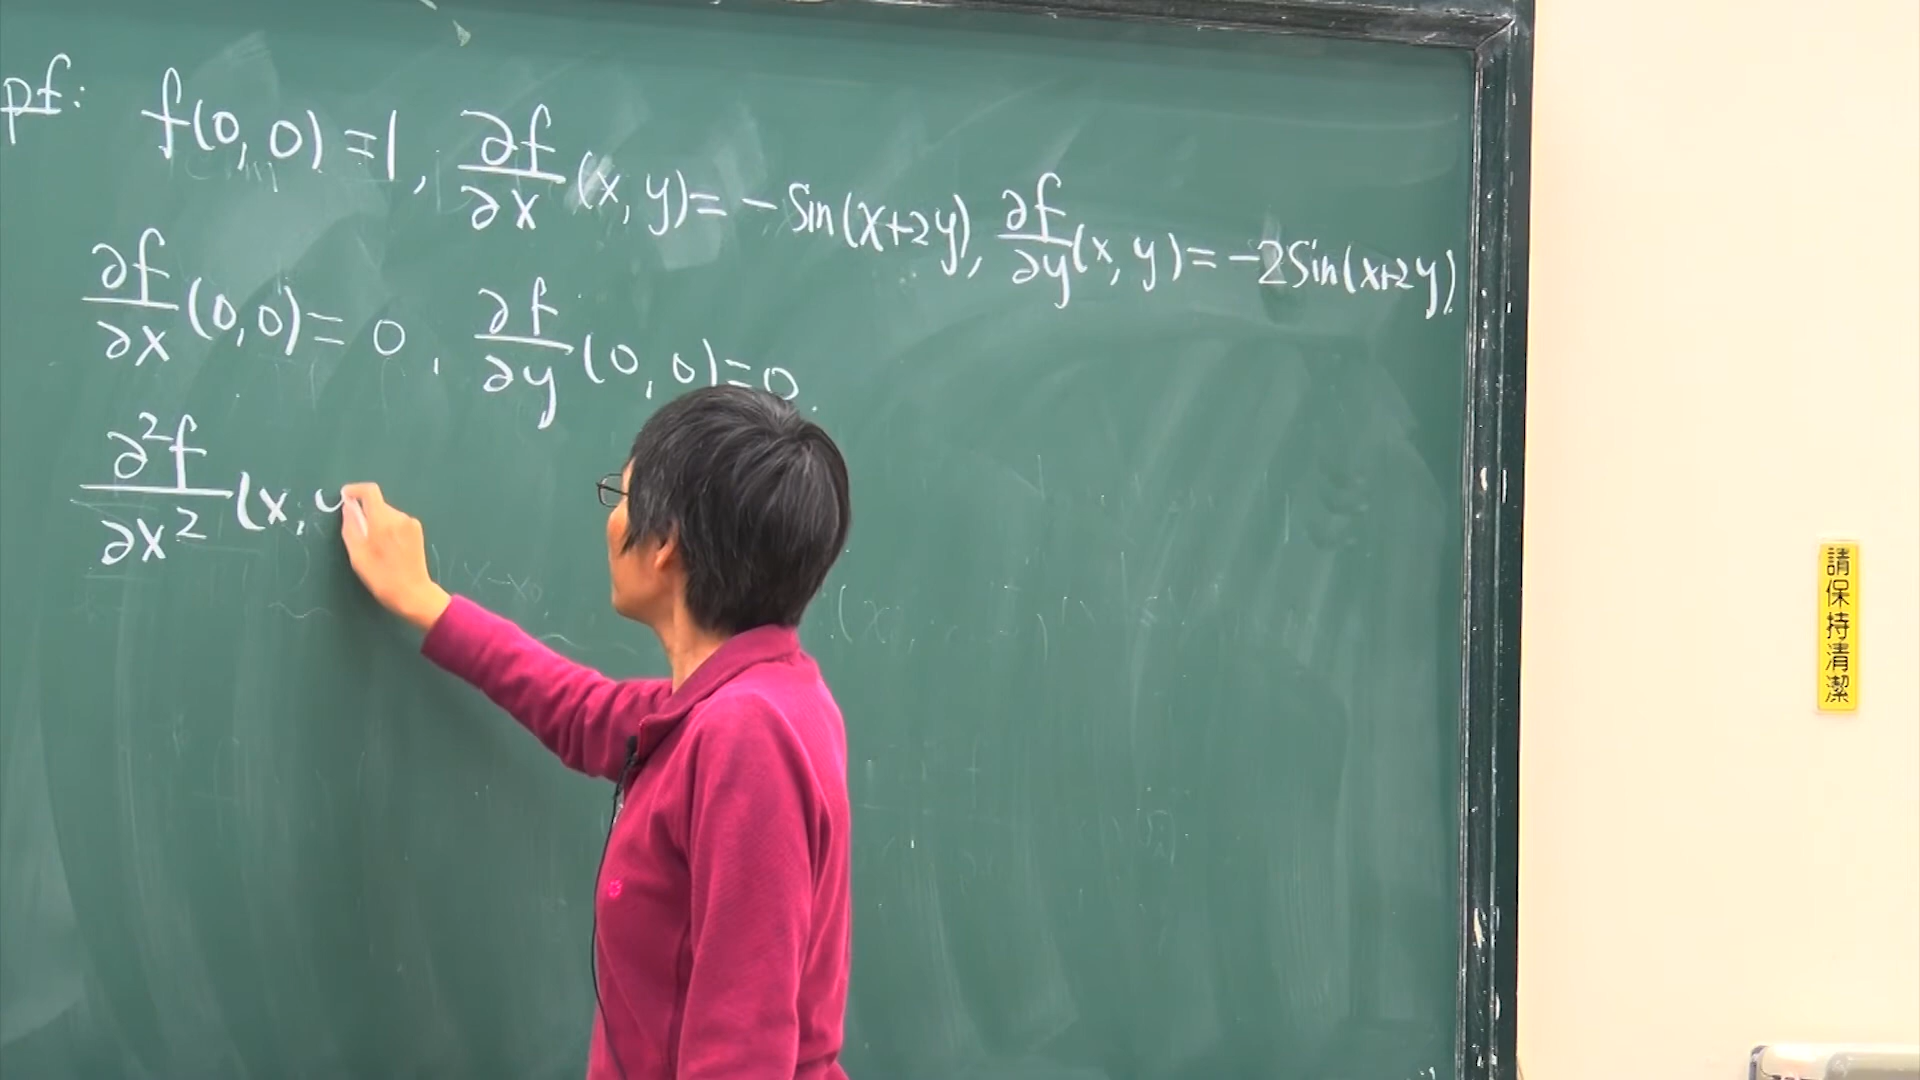 pf: f(0,0)=1, ∂f/∂x (x,y)= -Sin(x+2y), ∂f/∂y (x,y)= -2Sin(x+2y)
∂f/∂x (0,0)= 0, ∂f/∂y (0,0)=0.
∂²f/∂x² (x,y
請保持清潔